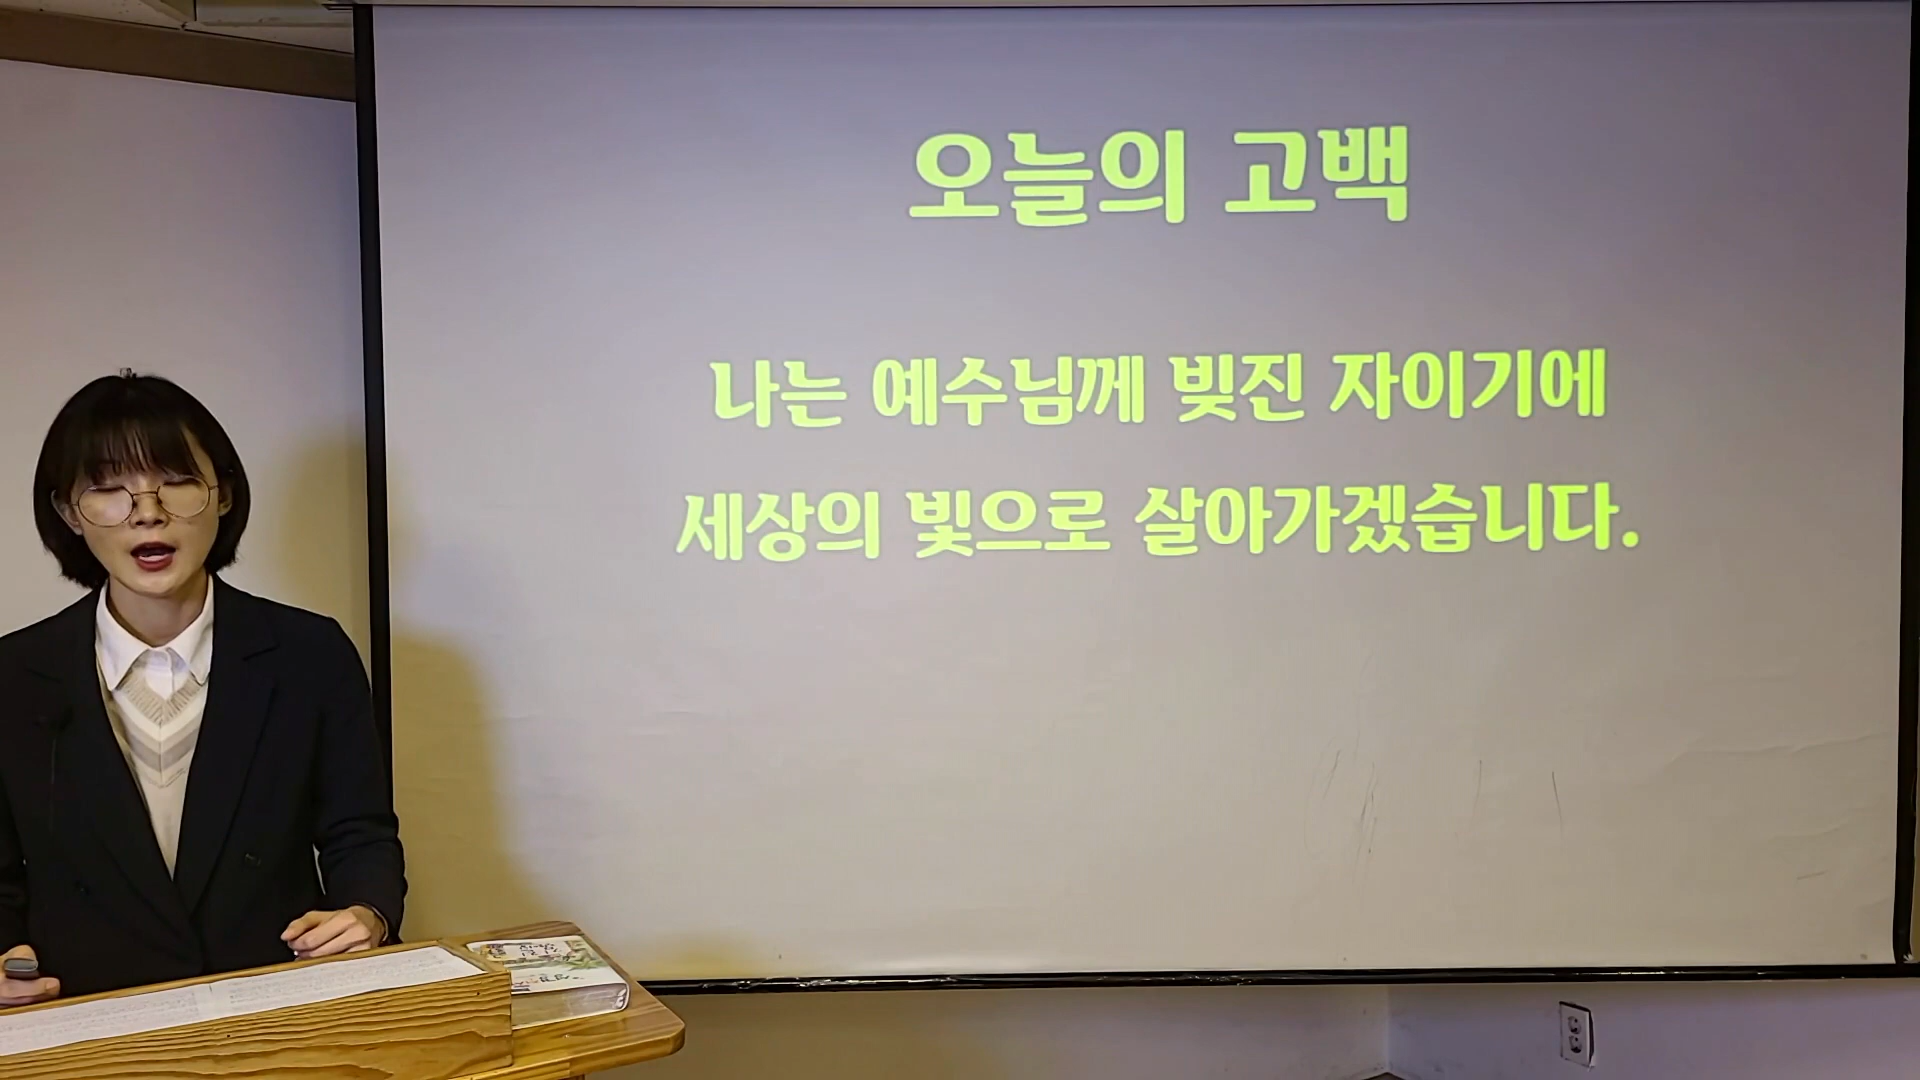 오늘의 고백
나는 예수님께 빚진 자이기에
세상의 빛으로 살아가겠습니다.